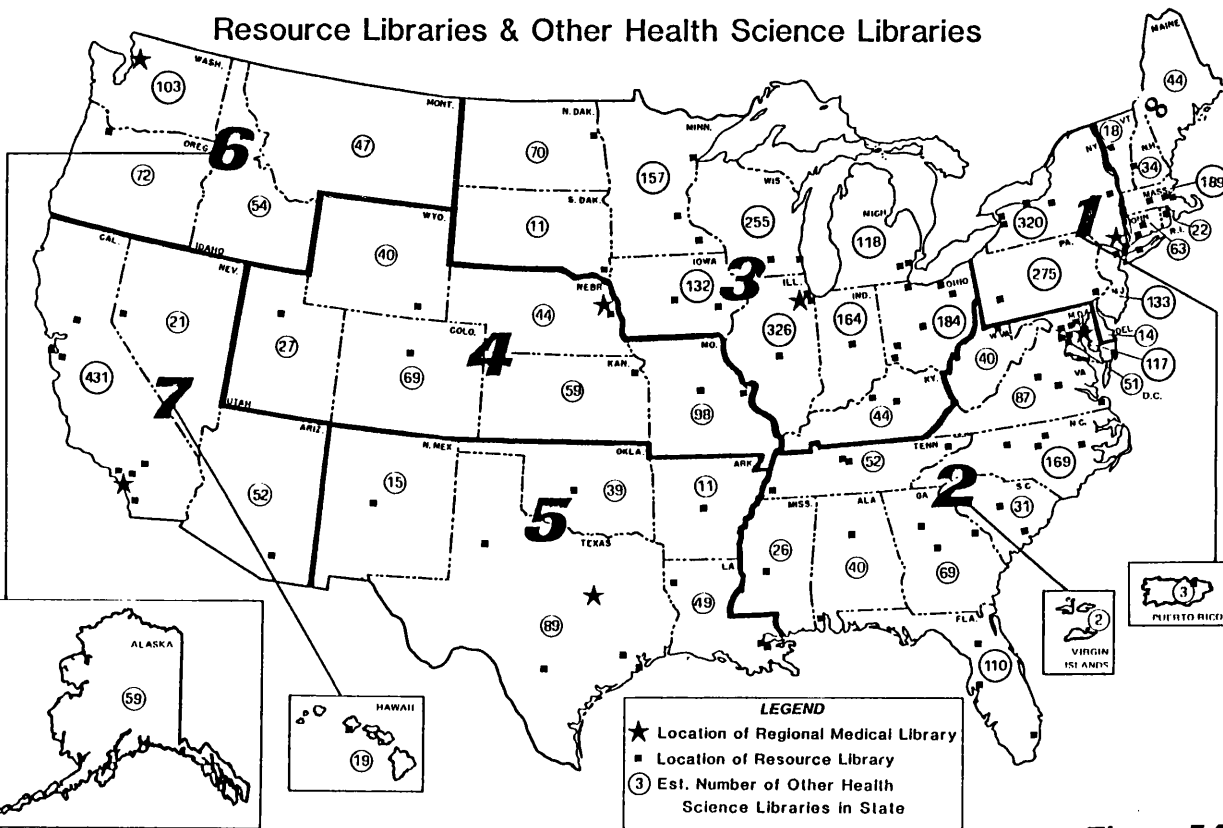 Resource Libraries & Other Health Science Libraries
MAINE
WASH.
103
44
MONT.
N. DAK.
MINN.
8
18
VT
NY
OREG
6
47
70
N.H.
34
157
WIS
MASS
189
72
54
S. DAK.
255
MICH
320
1
CONN
R.I.
22
WYO.
11
118
63
CAL.
IDAHO
NEV.
40
IOWA
132
3
ILL.
PA.
275
NEBR
IND.
OHIO
N.J.
133
21
44
326
164
184
MD.
DEL
14
27
COLO.
4
MO.
W.VA.
40
117
431
69
KAN.
59
KY.
VA
51
D.C.
7
UTAH
98
44
87
ARIZ.
N. MEX
OKLA.
TENN
N.C.
52
ARK
169
52
15
39
11
2
MISS.
ALA
GA
S.C.
31
5
TEXAS
26
40
69
LA
49
FLA.
3
PUERTO RICO
89
2
VIRGIN
ISLANDS
110
ALASKA
59
HAWAII
19
LEGEND
★ Location of Regional Medical Library
▪ Location of Resource Library
3 Est. Number of Other Health
Science Libraries in State